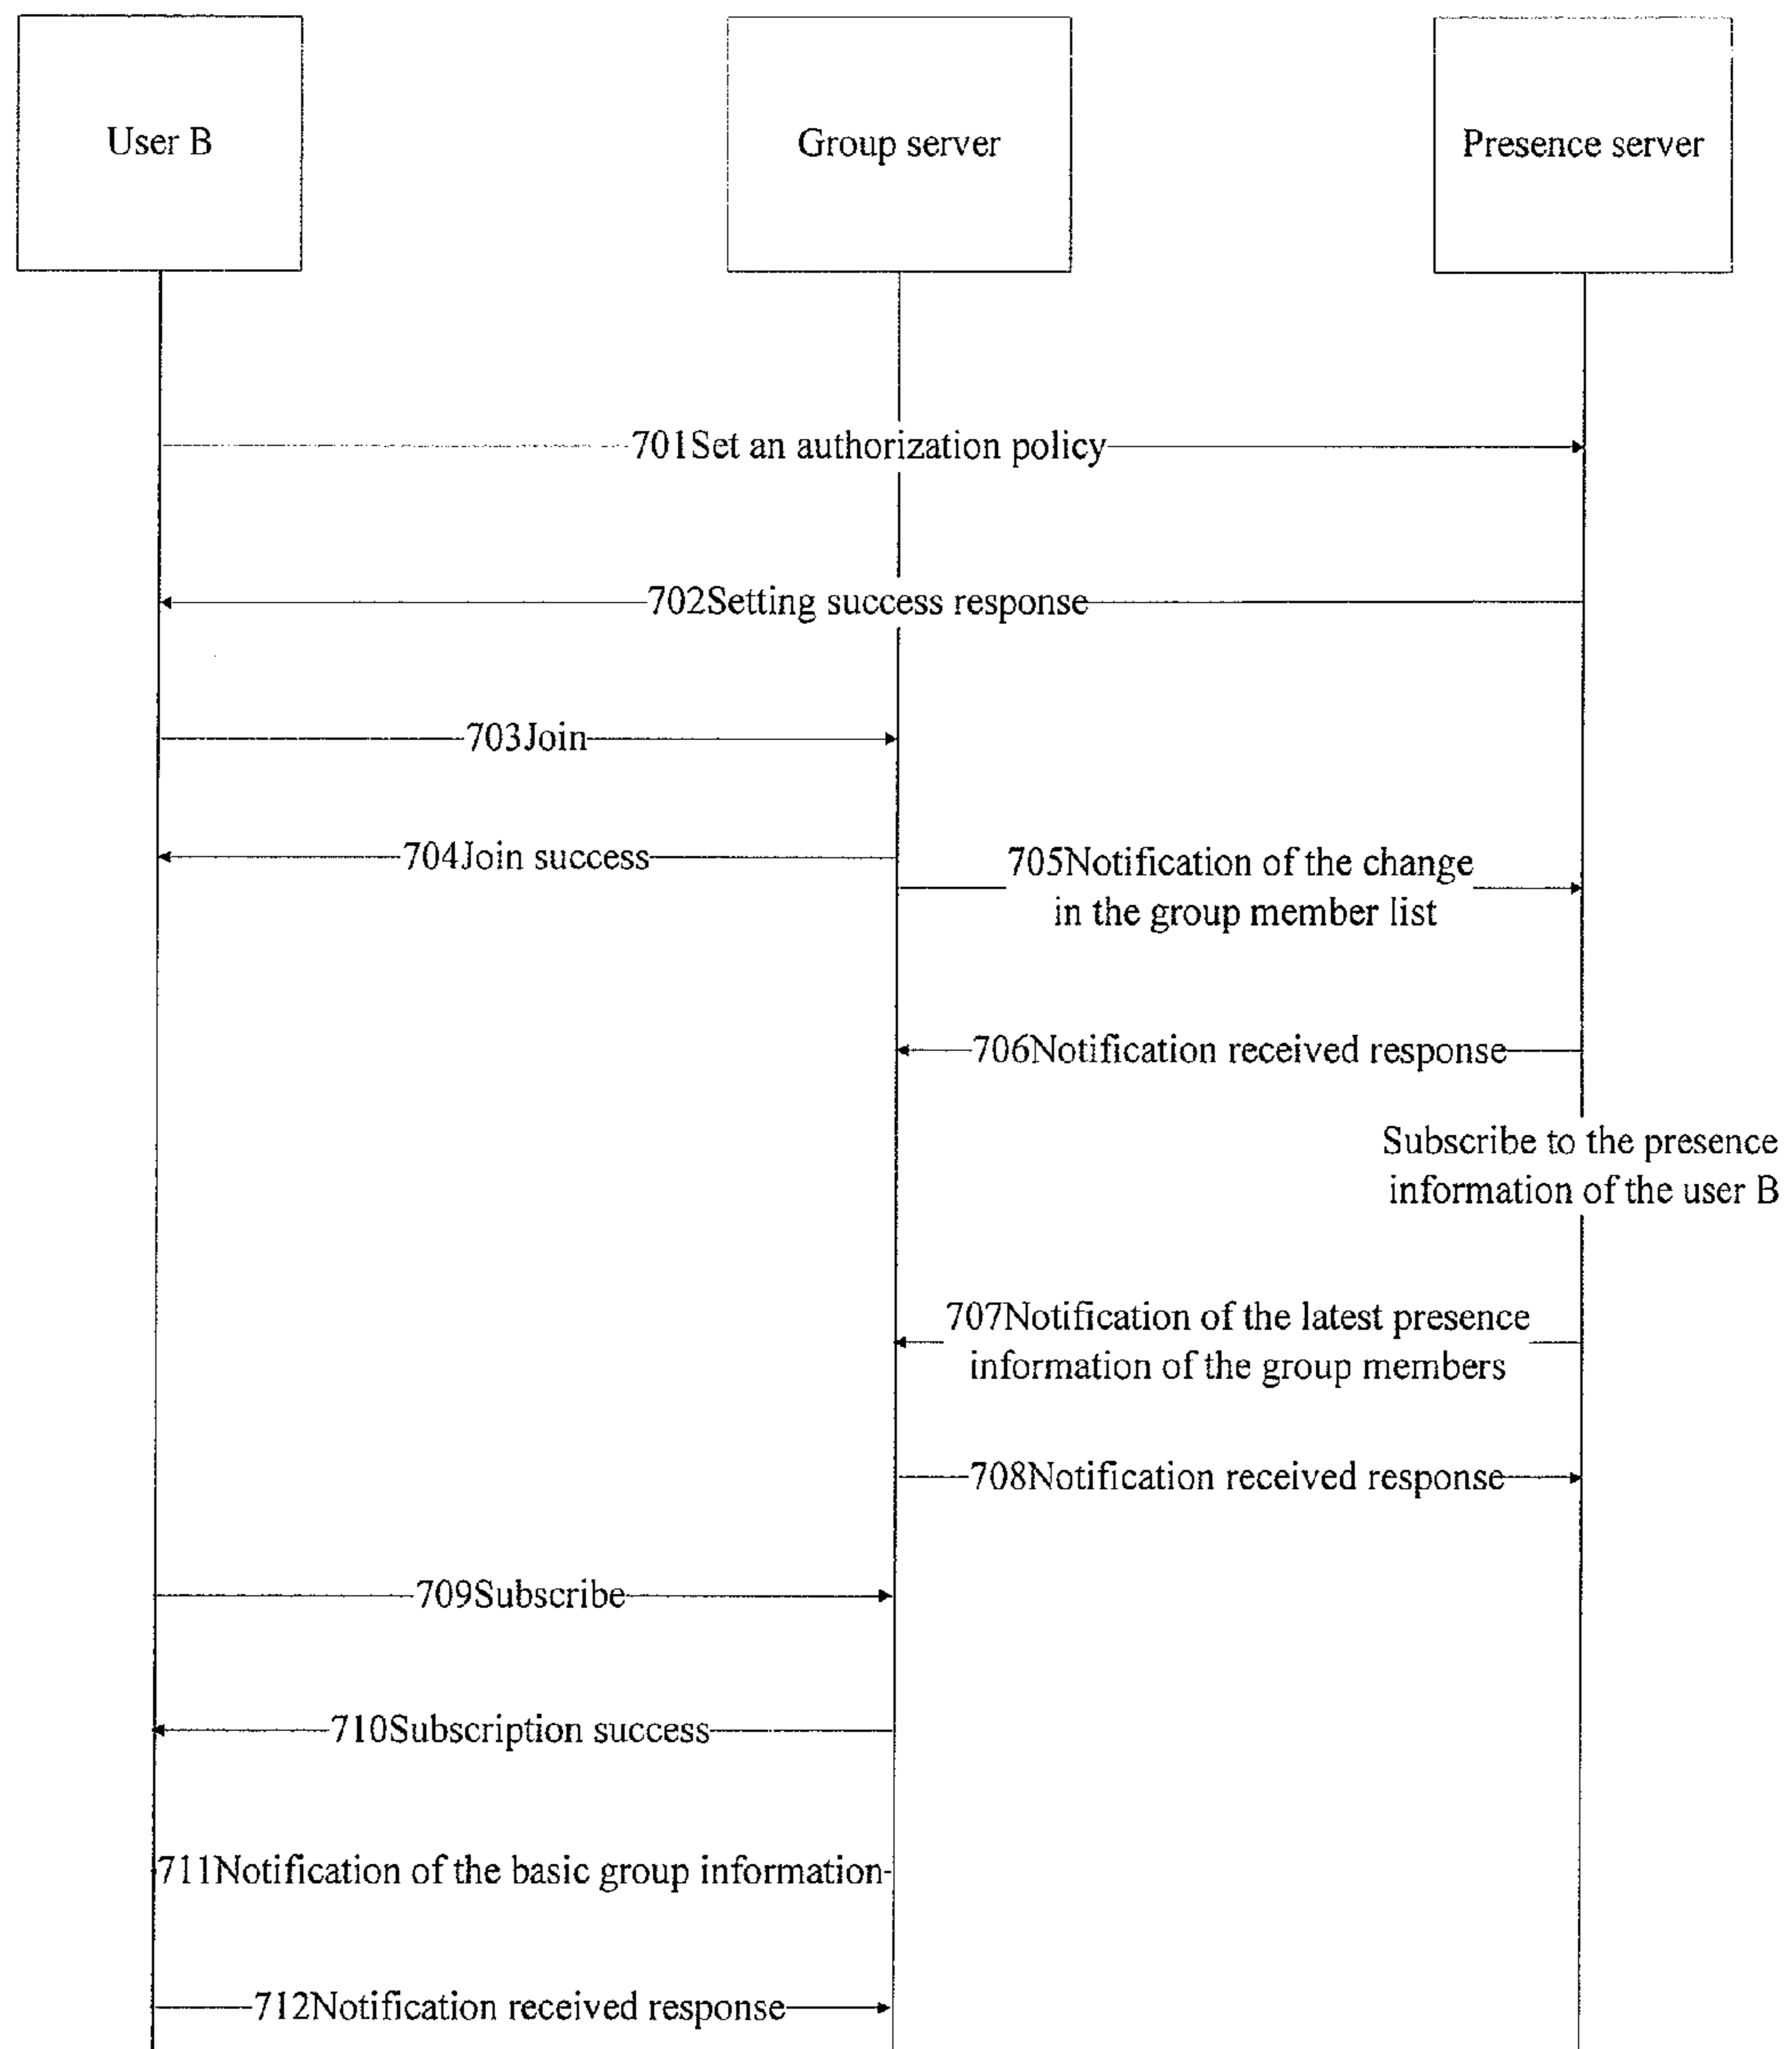 User B
Group server
Presence server
701Set an authorization policy
702Setting success response
703Join
704Join success
705Notification of the change
in the group member list
706Notification received response
Subscribe to the presence
information of the user B
707Notification of the latest presence
information of the group members
708Notification received response
709Subscribe
710Subscription success
711Notification of the basic group information
712Notification received response